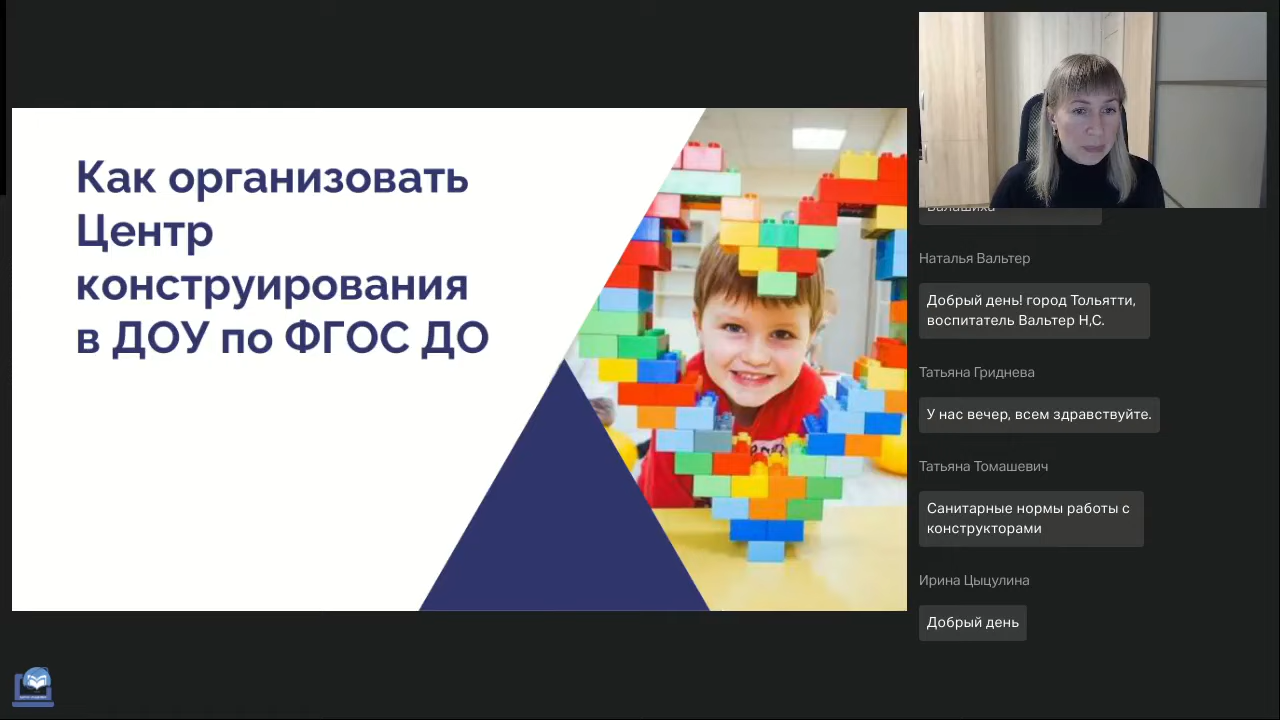 Как организовать
Центр
конструирования
в ДОУ по ФГОС ДО
Балашиха
Наталья Вальтер
Добрый день! город Тольятти,
воспитатель Вальтер Н,С.
Татьяна Гриднева
У нас вечер, всем здравствуйте.
Татьяна Томашевич
Санитарные нормы работы с
конструкторами
Ирина Цыцулина
Добрый день